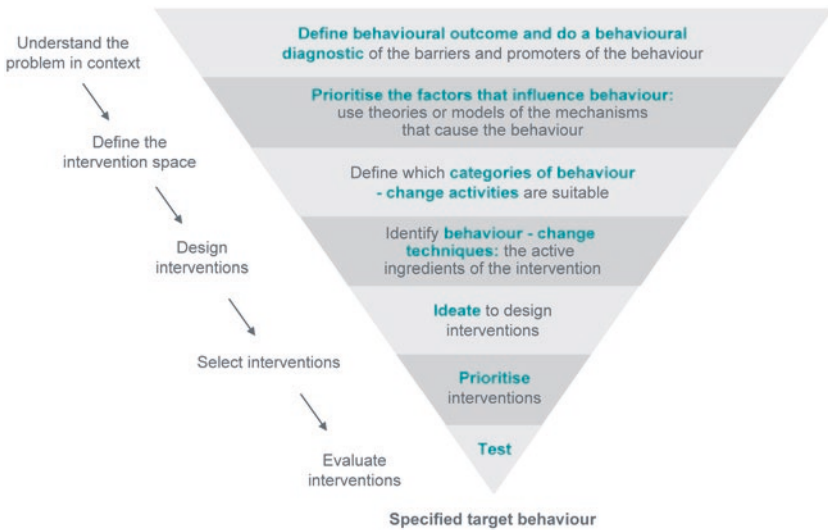 Understand the
problem in context
Define the
intervention space
Design
interventions
Select interventions
Evaluate
interventions
Define behavioural outcome and do a behavioural
diagnostic of the barriers and promoters of the behaviour
Prioritise the factors that influence behaviour:
use theories or models of the mechanisms
that cause the behaviour
Define which categories of behaviour
- change activities are suitable
Identify behaviour - change
techniques: the active
ingredients of the intervention
Ideate to design
interventions
Prioritise
interventions
Test
Specified target behaviour